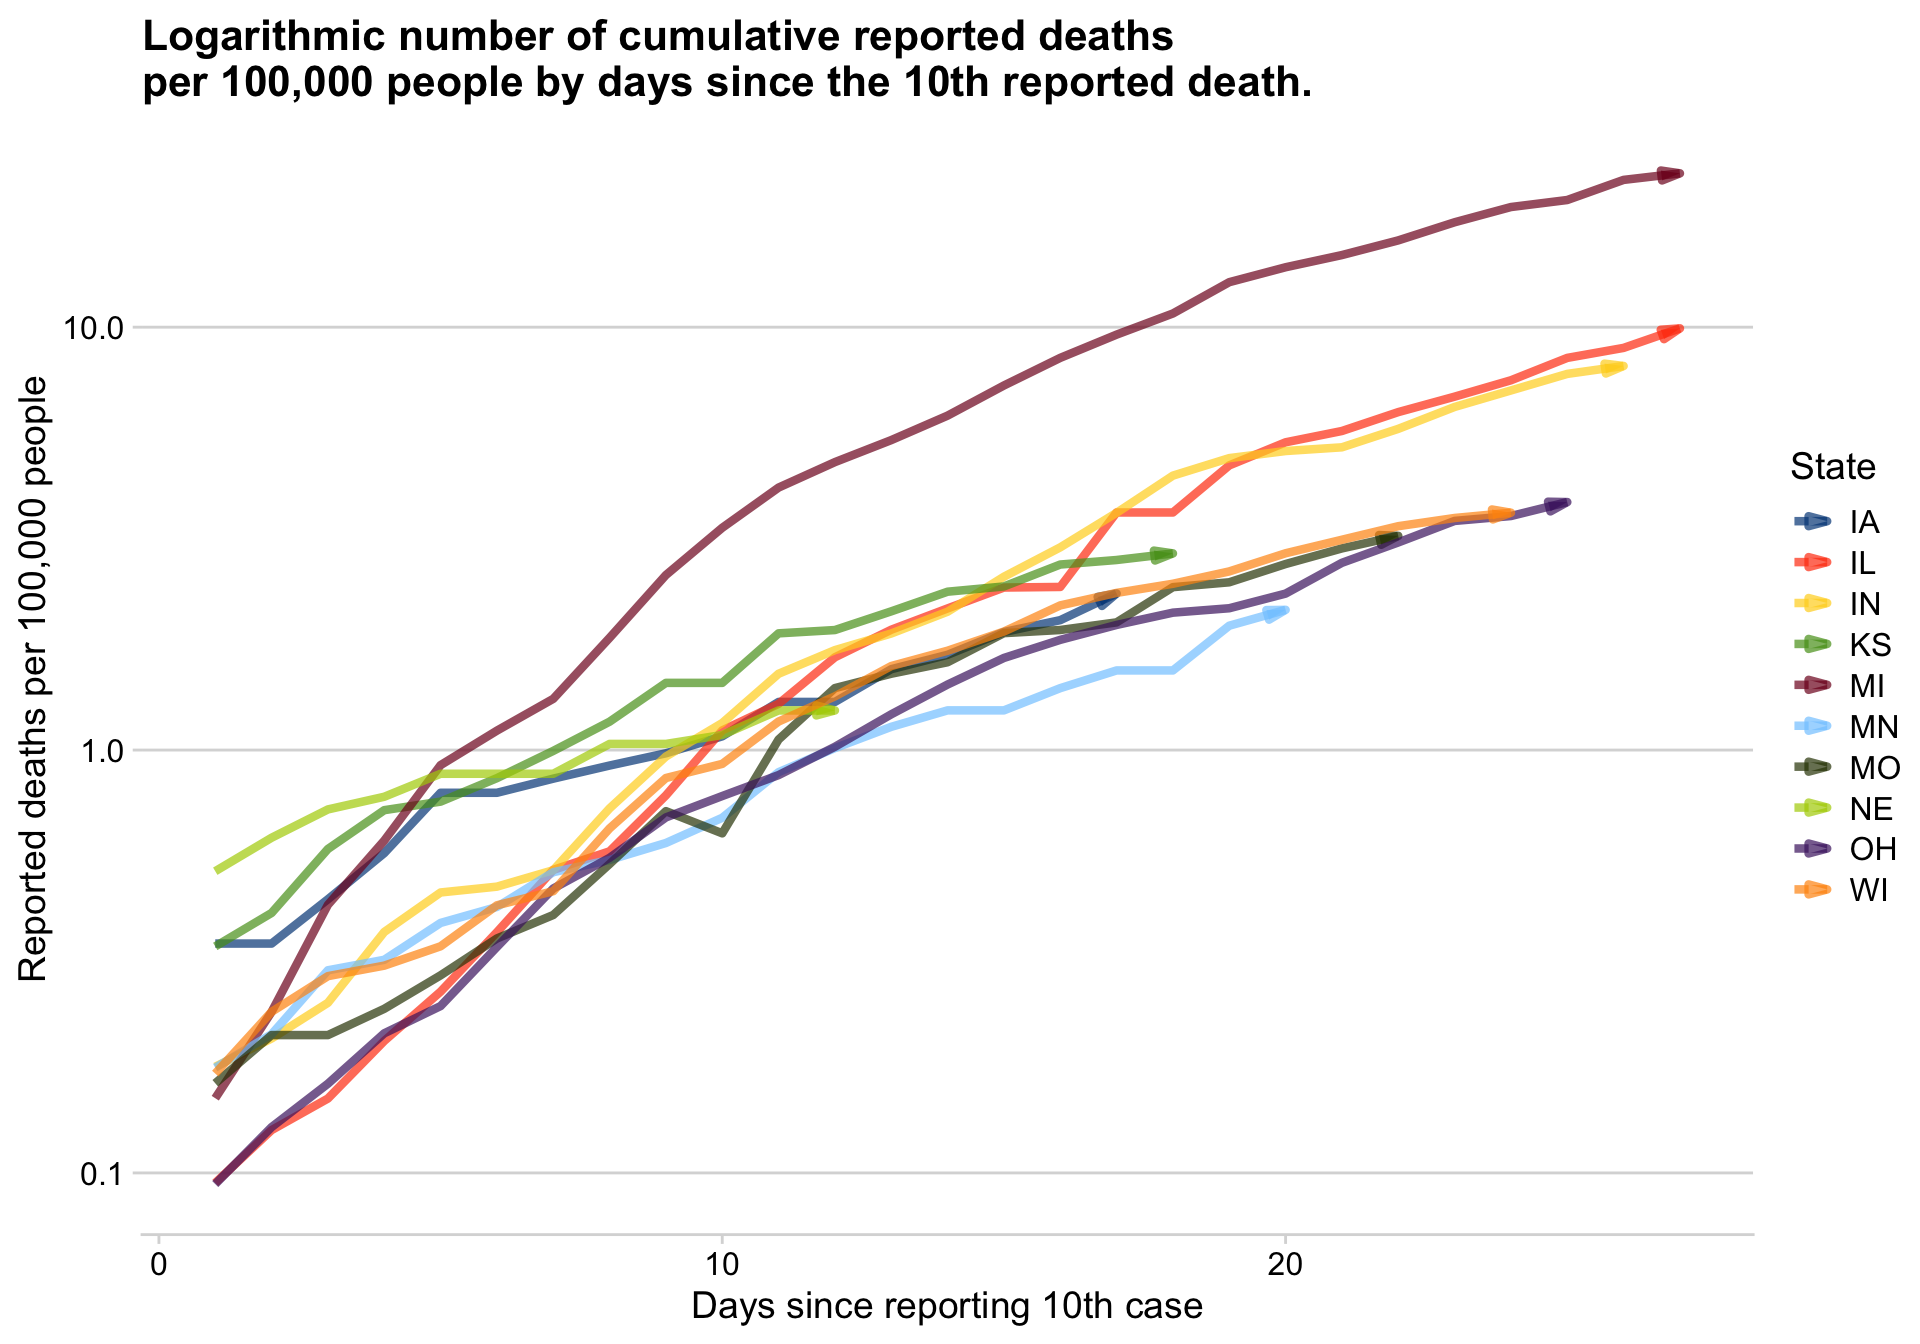 Logarithmic number of cumulative reported deaths
per 100,000 people by days since the 10th reported death.
Reported deaths per 100,000 people
10.0
1.0
0.1
0
10
20
Days since reporting 10th case
State
IA
IL
IN
KS
MI
MN
MO
NE
OH
WI